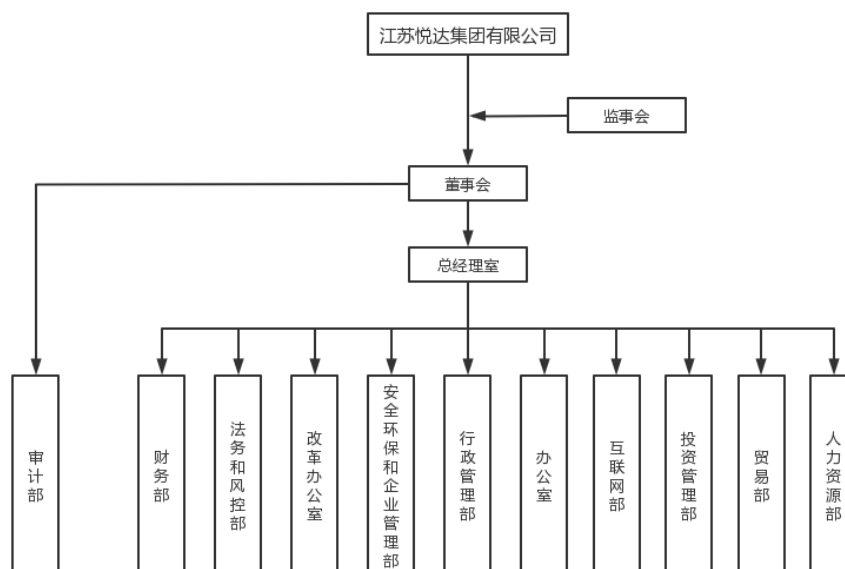 江苏悦达集团有限公司
监事会
董事会
总经理室
审计部
财务部
法务和风控部
改革办公室
安全环保和企业管理部
行政管理部
办公室
互联网部
投资管理部
贸易部
人力资源部